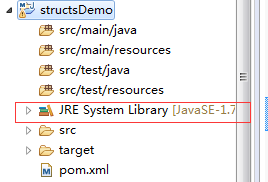 structsDemo
src/main/java
src/main/resources
src/test/java
src/test/resources
JRE System Library [JavaSE-1.7
src
target
pom.xml